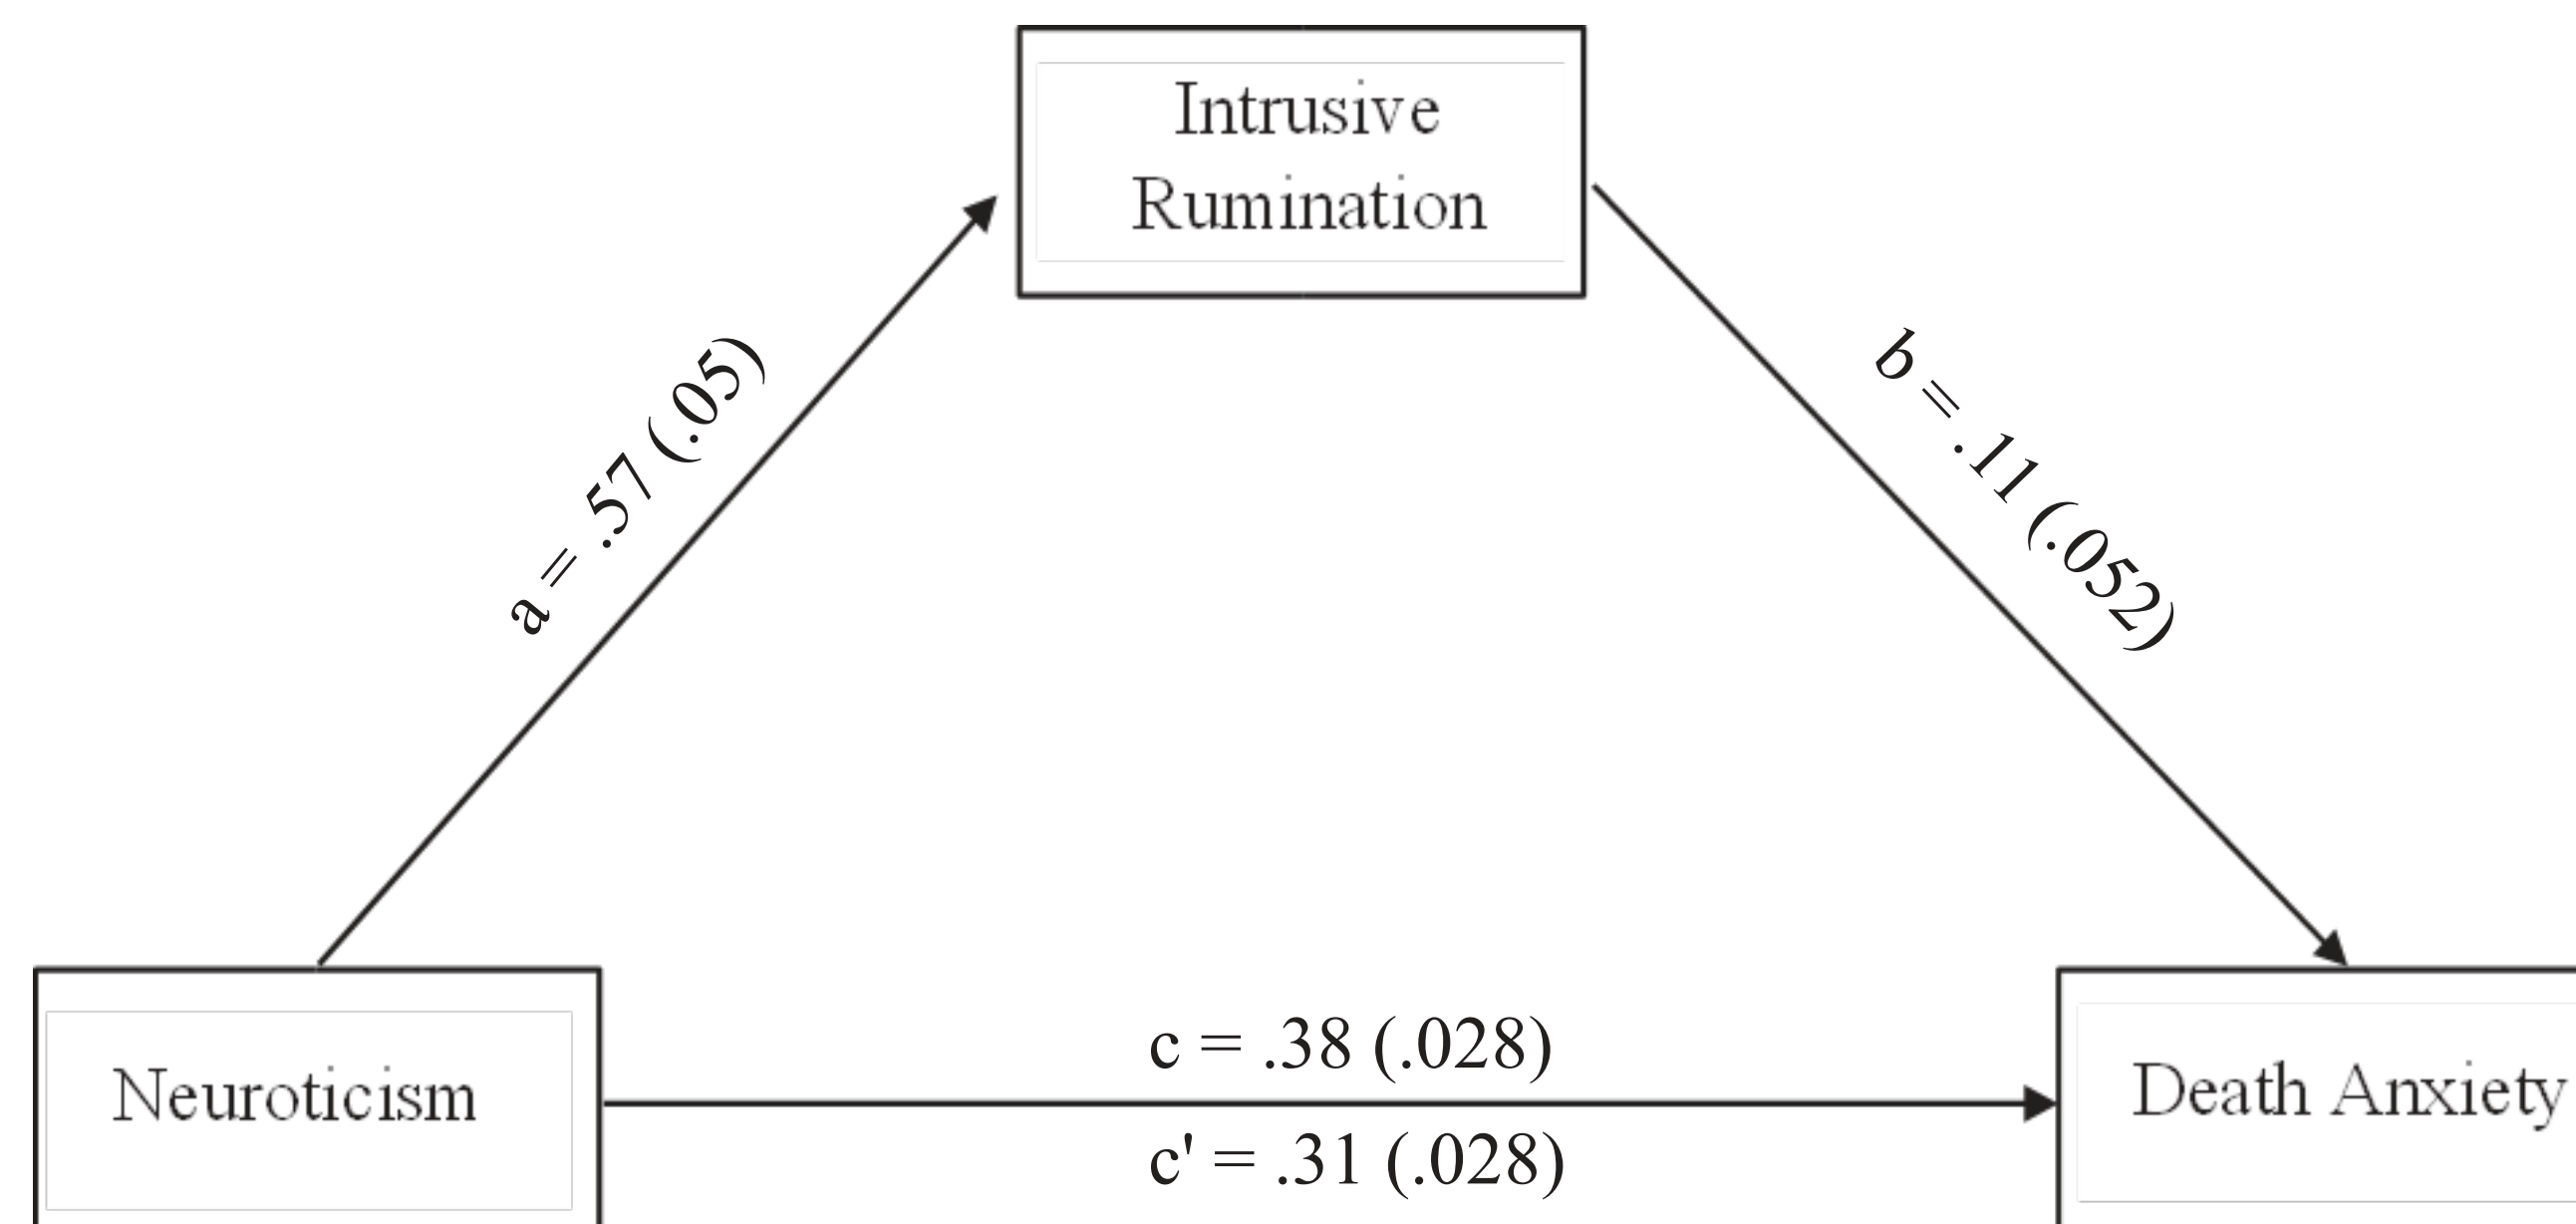 Intrusive
Rumination
a = .57 (.05)
b = .11 (.052)
c = .38 (.028)
Neuroticism
Death Anxiety
c' = .31 (.028)